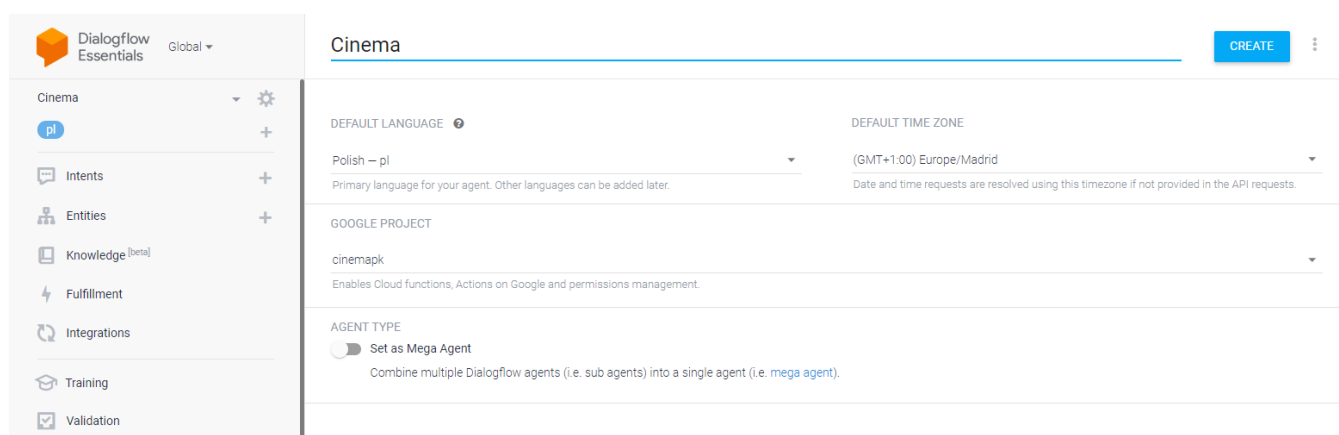 Dialogflow
Essentials
Global
Cinema
CREATE
Cinema
pl
Intents
Entities
Knowledge [beta]
Fulfillment
Integrations
Training
Validation
DEFAULT LANGUAGE ?
Polish — pl
Primary language for your agent. Other languages can be added later.
DEFAULT TIME ZONE
(GMT+1:00) Europe/Madrid
Date and time requests are resolved using this timezone if not provided in the API requests.
GOOGLE PROJECT
cinemapk
Enables Cloud functions, Actions on Google and permissions management.
AGENT TYPE
Set as Mega Agent
Combine multiple Dialogflow agents (i.e. sub agents) into a single agent (i.e. mega agent).